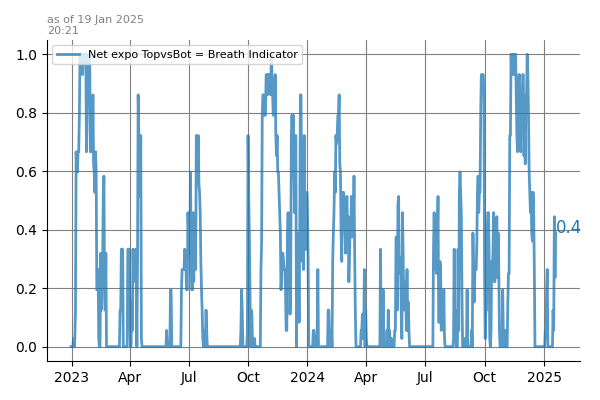 as of 19 Jan 2025
20:21
Net expo TopvsBot = Breath Indicator
1.0
0.8
0.6
0.4
0.2
0.0
0.4
2023 Apr Jul Oct 2024 Apr Jul Oct 2025